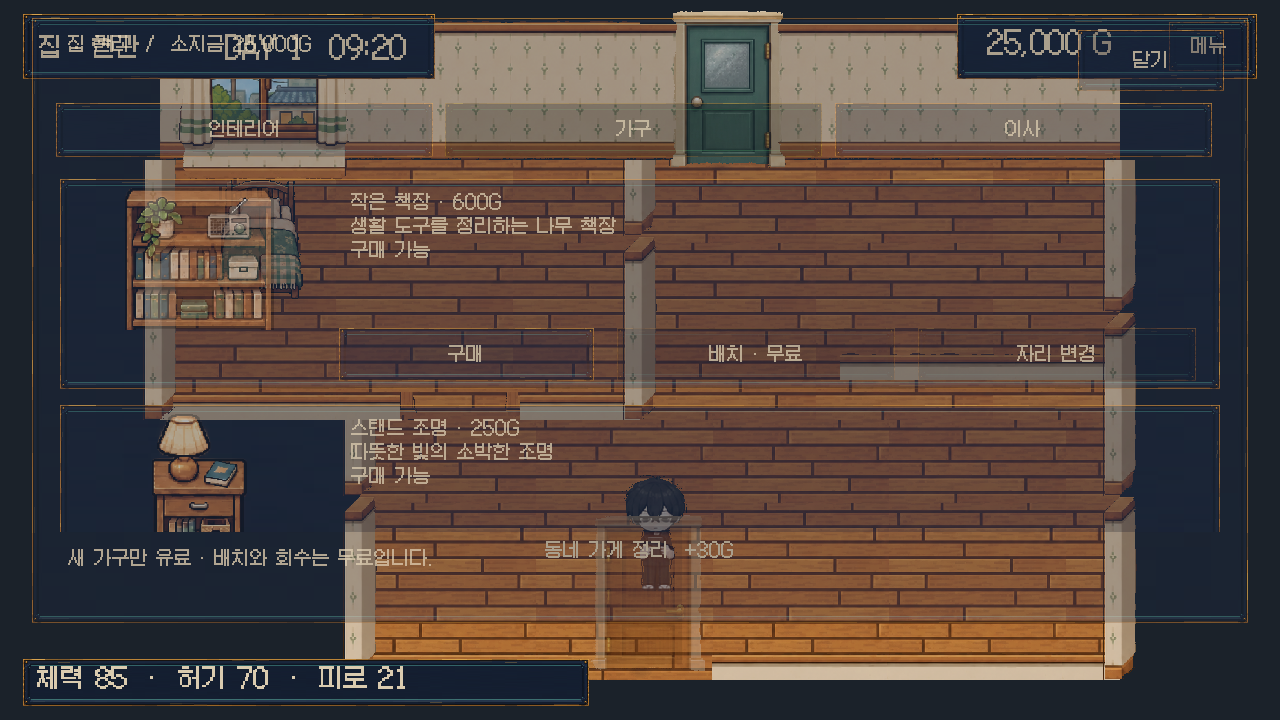 집 DAY 1 09:20
집 / 소지금
25,000 G
닫기
메뉴
인테리어
가구
이사
작은 책장 · 600G
생활 도구를 정리하는 나무 책장
구매 가능
구매
배치 · 무료
자리 변경
스탠드 조명 · 250G
따뜻한 빛의 소박한 조명
구매 가능
동네 가게 정리 +30G
새 가구만 유료 · 배치와 회수는 무료입니다.
체력 85 · 허기 70 · 피로 21